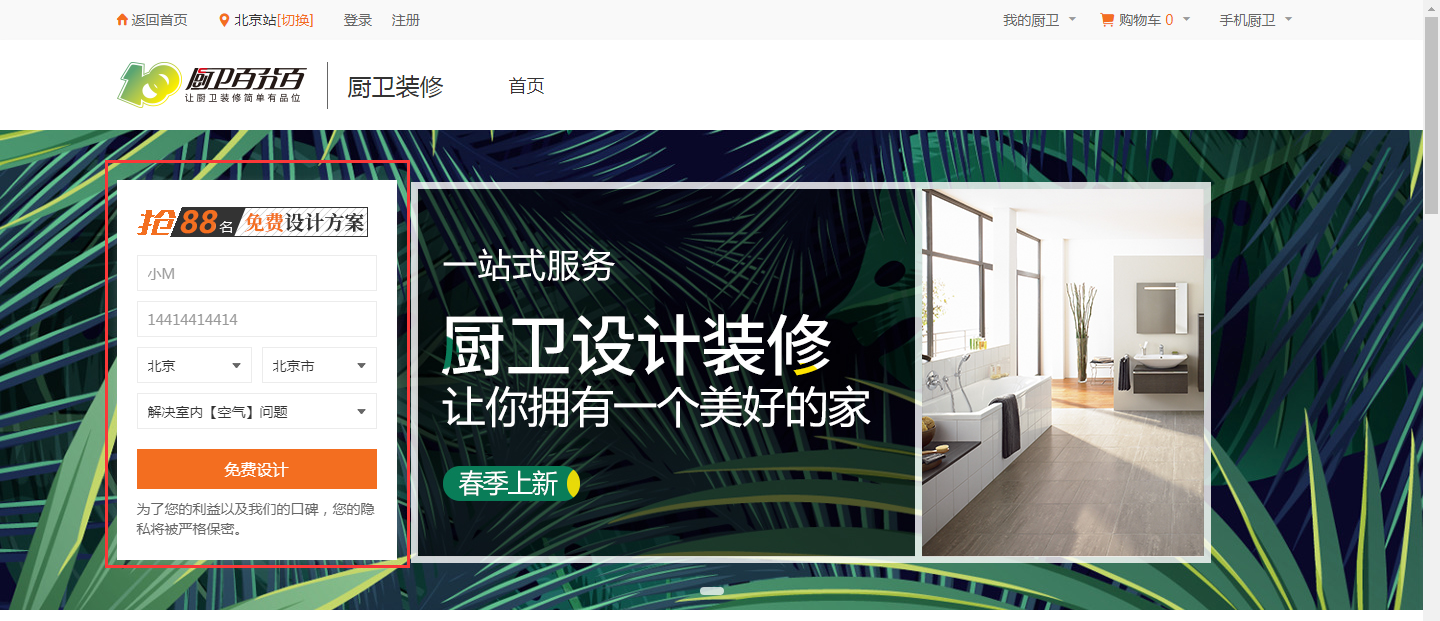 返回首页 北京站[切换] 登录 注册 我的厨卫 购物车 0 手机厨卫
10 厨卫百分百
让厨卫装修简单有品位
厨卫装修 首页
抢88名免费设计方案
小M
14414414414
北京 北京市
解决室内【空气】问题
免费设计
为了您的利益以及我们的口碑，您的隐
私将被严格保密。
一站式服务
厨卫设计装修
让你拥有一个美好的家
春季上新